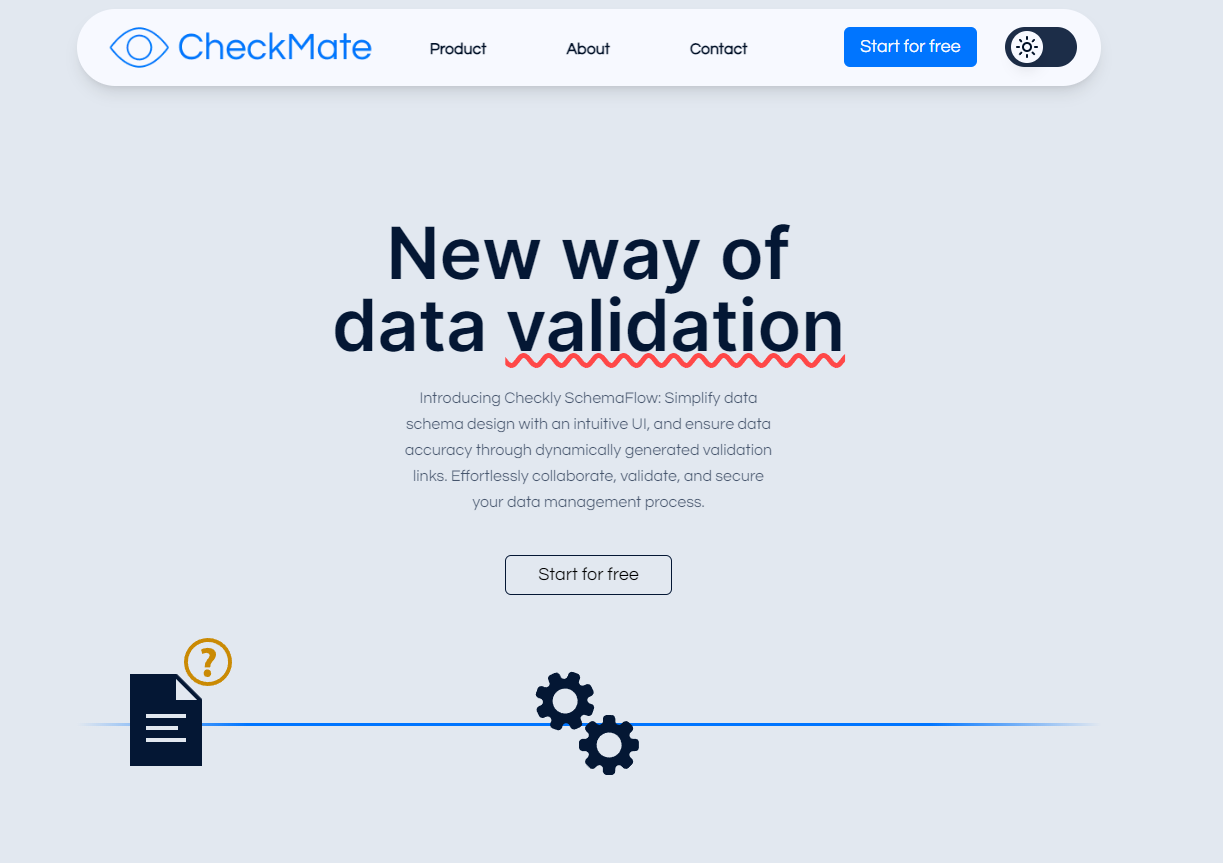 CheckMate
Product
About
Contact
Start for free
New way of
data validation
Introducing Checkly SchemaFlow: Simplify data
schema design with an intuitive UI, and ensure data
accuracy through dynamically generated validation
links. Effortlessly collaborate, validate, and secure
your data management process.
Start for free
?